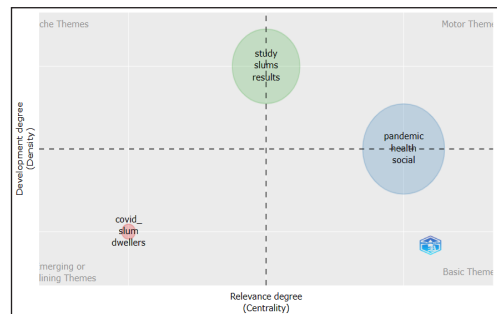 che Themes
Motor Themes
study
slums
results
pandemic
health
social
Development degree
(Density)
covid_
slum
dwellers
merging or
lining Themes
Basic Themes
Relevance degree
(Centrality)